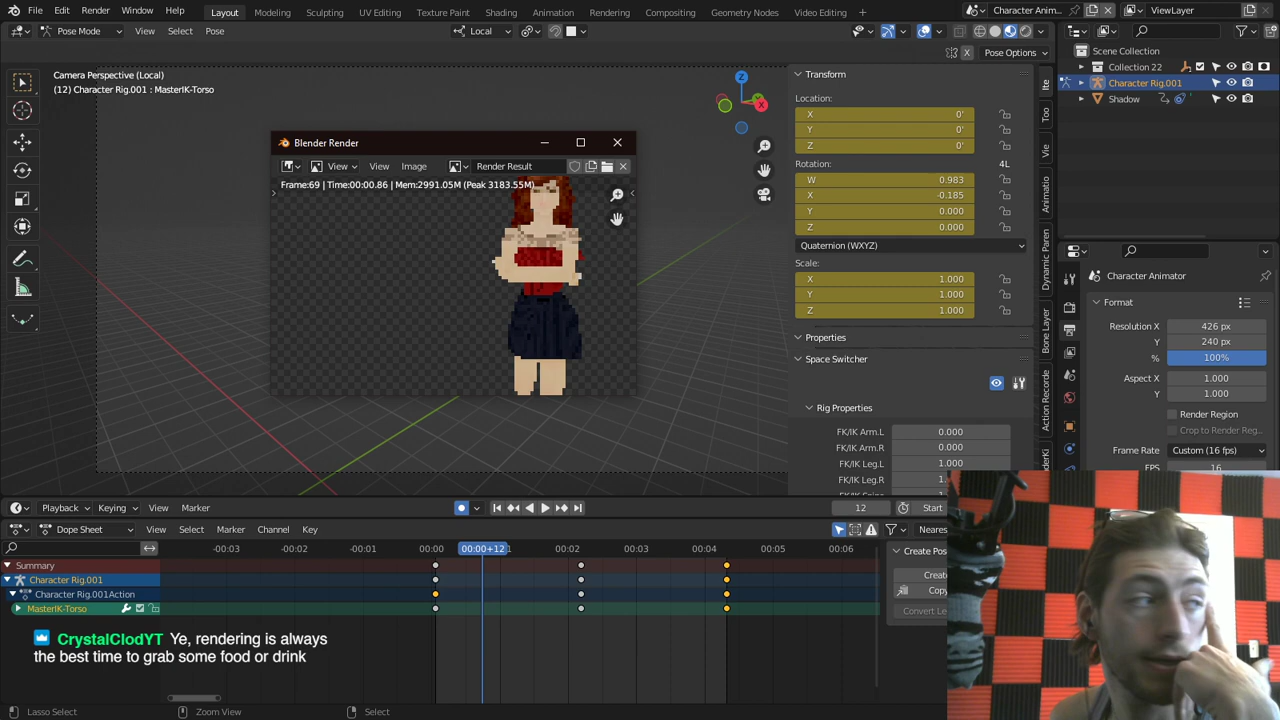 File Edit Render Window Help Layout Modeling Sculpting UV Editing Texture Paint Shading Animation Rendering Compositing Geometry Nodes Video Editing + Character Anim... ViewLayer
Pose Mode View Select Pose Local
X Pose Options
Camera Perspective (Local)
(12) Character Rig.001 : MasterIK-Torso
Z
X
Blender Render
View View Image Render Result
Frame:69 | Time:00:00.86 | Mem:2991.05M (Peak 3183.55M)
Transform
Location:
X 0'
Y 0'
Z 0'
Rotation: 4L
W 0.983
X -0.185
Y 0.000
Z 0.000
Quaternion (WXYZ)
Scale:
X 1.000
Y 1.000
Z 1.000
Properties
Space Switcher
Rig Properties
FK/IK Arm.L 0.000
FK/IK Arm.R 0.000
FK/IK Leg.L 1.000
FK/IK Leg.R 1.
Ite
Too
Vie
Animatio
Dynamic Paren
Bone Layer
Action Recorde
Scene Collection
Collection 22
Character Rig.001
Shadow
Character Animator
Format
Resolution X 426 px
Y 240 px
% 100%
Aspect X 1.000
Y 1.000
Render Region
Crop to Render Reg...
Frame Rate Custom (16 fps)
FPS 16
Playback Keying View Marker 12 Start
Dope Sheet View Select Marker Channel Key Neares
-00:03 -00:02 -00:01 00:00 00:00+12 00:02 00:03 00:04 00:05 00:06
Summary
Character Rig.001
Character Rig.001Action
MasterIK-Torso
Create Pos
Create
Copy
Convert Le
CrystalClodYT Ye, rendering is always
the best time to grab some food or drink
Lasso Select Zoom View Select